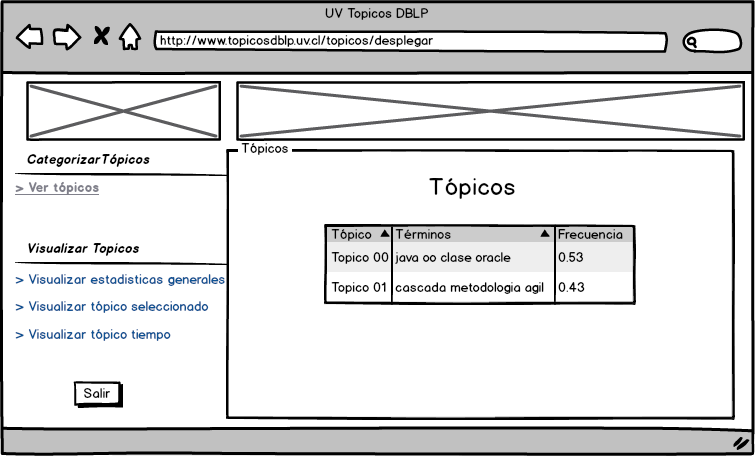 UV Topicos DBLP
http://www.topicosdblp.uv.cl/topicos/desplegar
CategorizarTópicos
> Ver tópicos
Visualizar Topicos
> Visualizar estadisticas generales
> Visualizar tópico seleccionado
> Visualizar tópico tiempo
Salir
Tópicos
Tópicos
Tópico Términos Frecuencia
Topico 00 java oo clase oracle 0.53
Topico 01 cascada metodologia agil 0.43